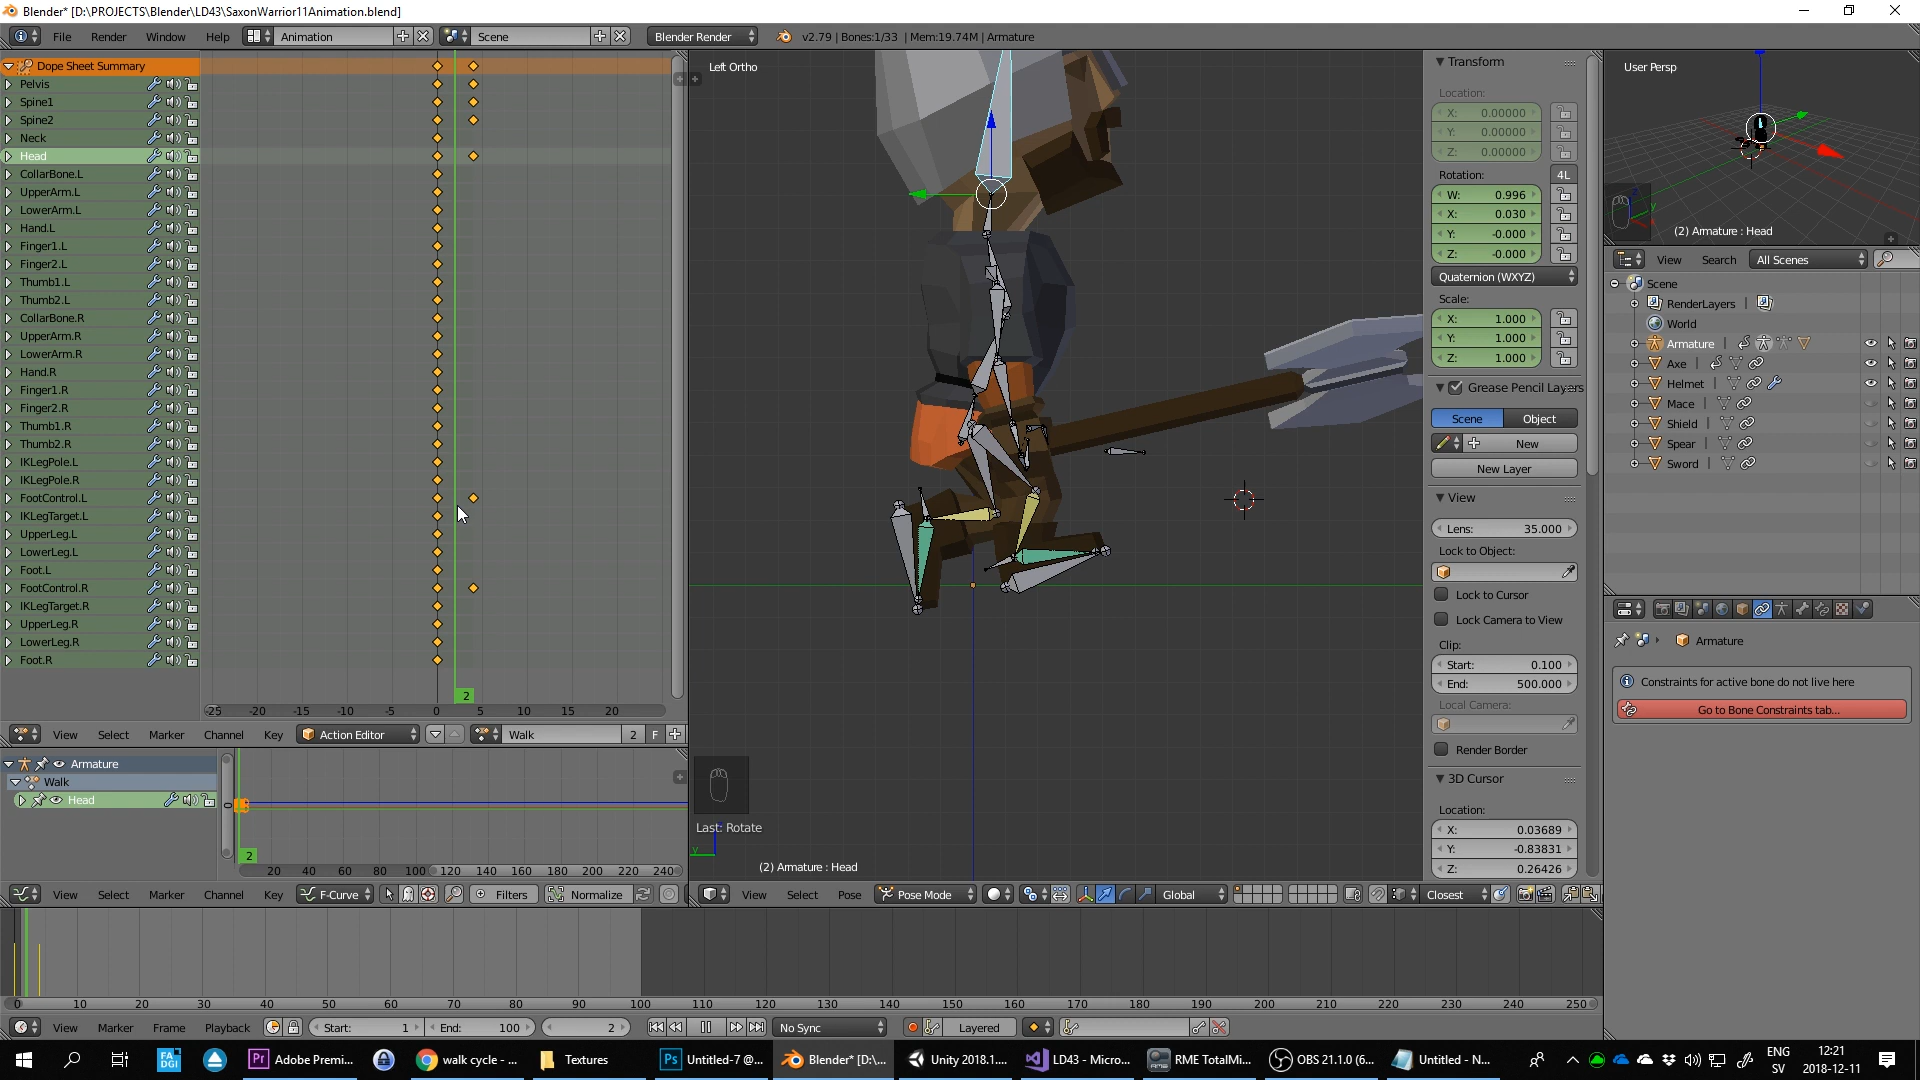 Blender* [D:\PROJECTS\Blender\LD43\SaxonWarrior11Animation.blend]
File Render Window Help Animation Scene Blender Render v2.79 | Bones:1/33 | Mem:19.74M | Armature
Dope Sheet Summary
Pelvis
Spine1
Spine2
Neck
Head
CollarBone.L
UpperArm.L
LowerArm.L
Hand.L
Finger1.L
Finger2.L
Thumb1.L
Thumb2.L
CollarBone.R
UpperArm.R
LowerArm.R
Hand.R
Finger1.R
Finger2.R
Thumb1.R
Thumb2.R
IKLegPole.L
IKLegPole.R
FootControl.L
IKLegTarget.L
UpperLeg.L
LowerLeg.L
Foot.L
FootControl.R
IKLegTarget.R
UpperLeg.R
LowerLeg.R
Foot.R
2
-25 -20 -15 -10 -5 0 5 10 15 20
View Select Marker Channel Key Action Editor Walk 2 F
Armature
Walk
Head
0
2
20 40 60 80 100 120 140 160 180 200 220 240
View Select Marker Channel Key F-Curve Filters Normalize
Left Ortho
Last: Rotate
y
(2) Armature : Head
View Select Pose Pose Mode Global Closest
Transform
Location:
X: 0.00000
Y: 0.00000
Z: 0.00000
Rotation: 4L
W: 0.996
X: 0.030
Y: -0.000
Z: -0.000
Quaternion (WXYZ)
Scale:
X: 1.000
Y: 1.000
Z: 1.000
Grease Pencil Layers
Scene Object
New
New Layer
View
Lens: 35.000
Lock to Object:
Lock to Cursor
Lock Camera to View
Clip:
Start: 0.100
End: 500.000
Local Camera:
Render Border
3D Cursor
Location:
X: 0.03689
Y: -0.83831
Z: 0.26426
User Persp
(2) Armature : Head
View Search All Scenes
Scene
RenderLayers
World
Armature
Axe
Helmet
Mace
Shield
Spear
Sword
Armature
Constraints for active bone do not live here
Go to Bone Constraints tab...
0 10 20 30 40 50 60 70 80 90 100 110 120 130 140 150 160 170 180 190 200 210 220 230 240 250
View Marker Frame Playback Start: 1 End: 100 2 No Sync Layered
FA DGI
Pr Adobe Premi...
walk cycle - ...
Textures
Ps Untitled-7 @...
Blender* [D:\...
Unity 2018.1....
LD43 - Micro...
RME TotalMi...
OBS 21.1.0 (6...
Untitled - N...
ENG
SV
12:21
2018-12-11